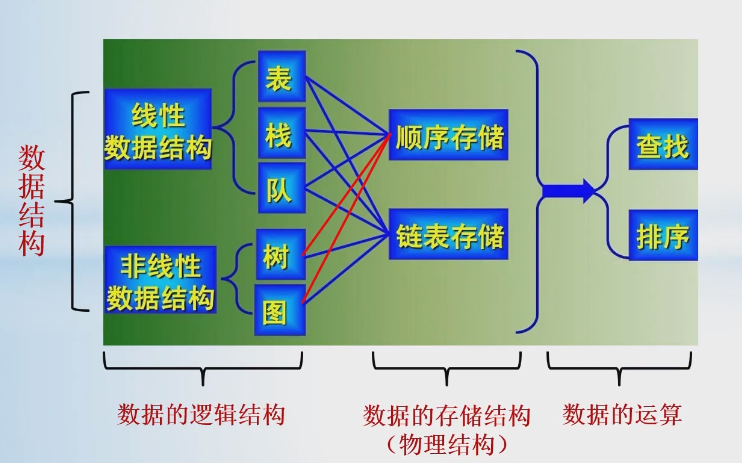 数据结构
线性
数据结构
非线性
数据结构
表
栈
队
树
图
顺序存储
链表存储
查找
排序
数据的逻辑结构
数据的存储结构
（物理结构）
数据的运算